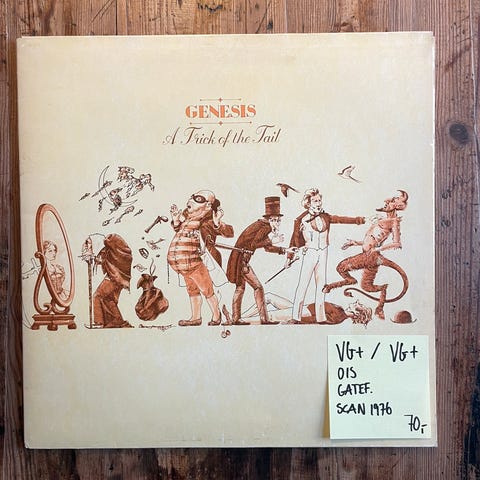 GENESIS
A Trick of the Tail
VG+ / VG+
OIS
GATEF.
SCAN 1976
70,-